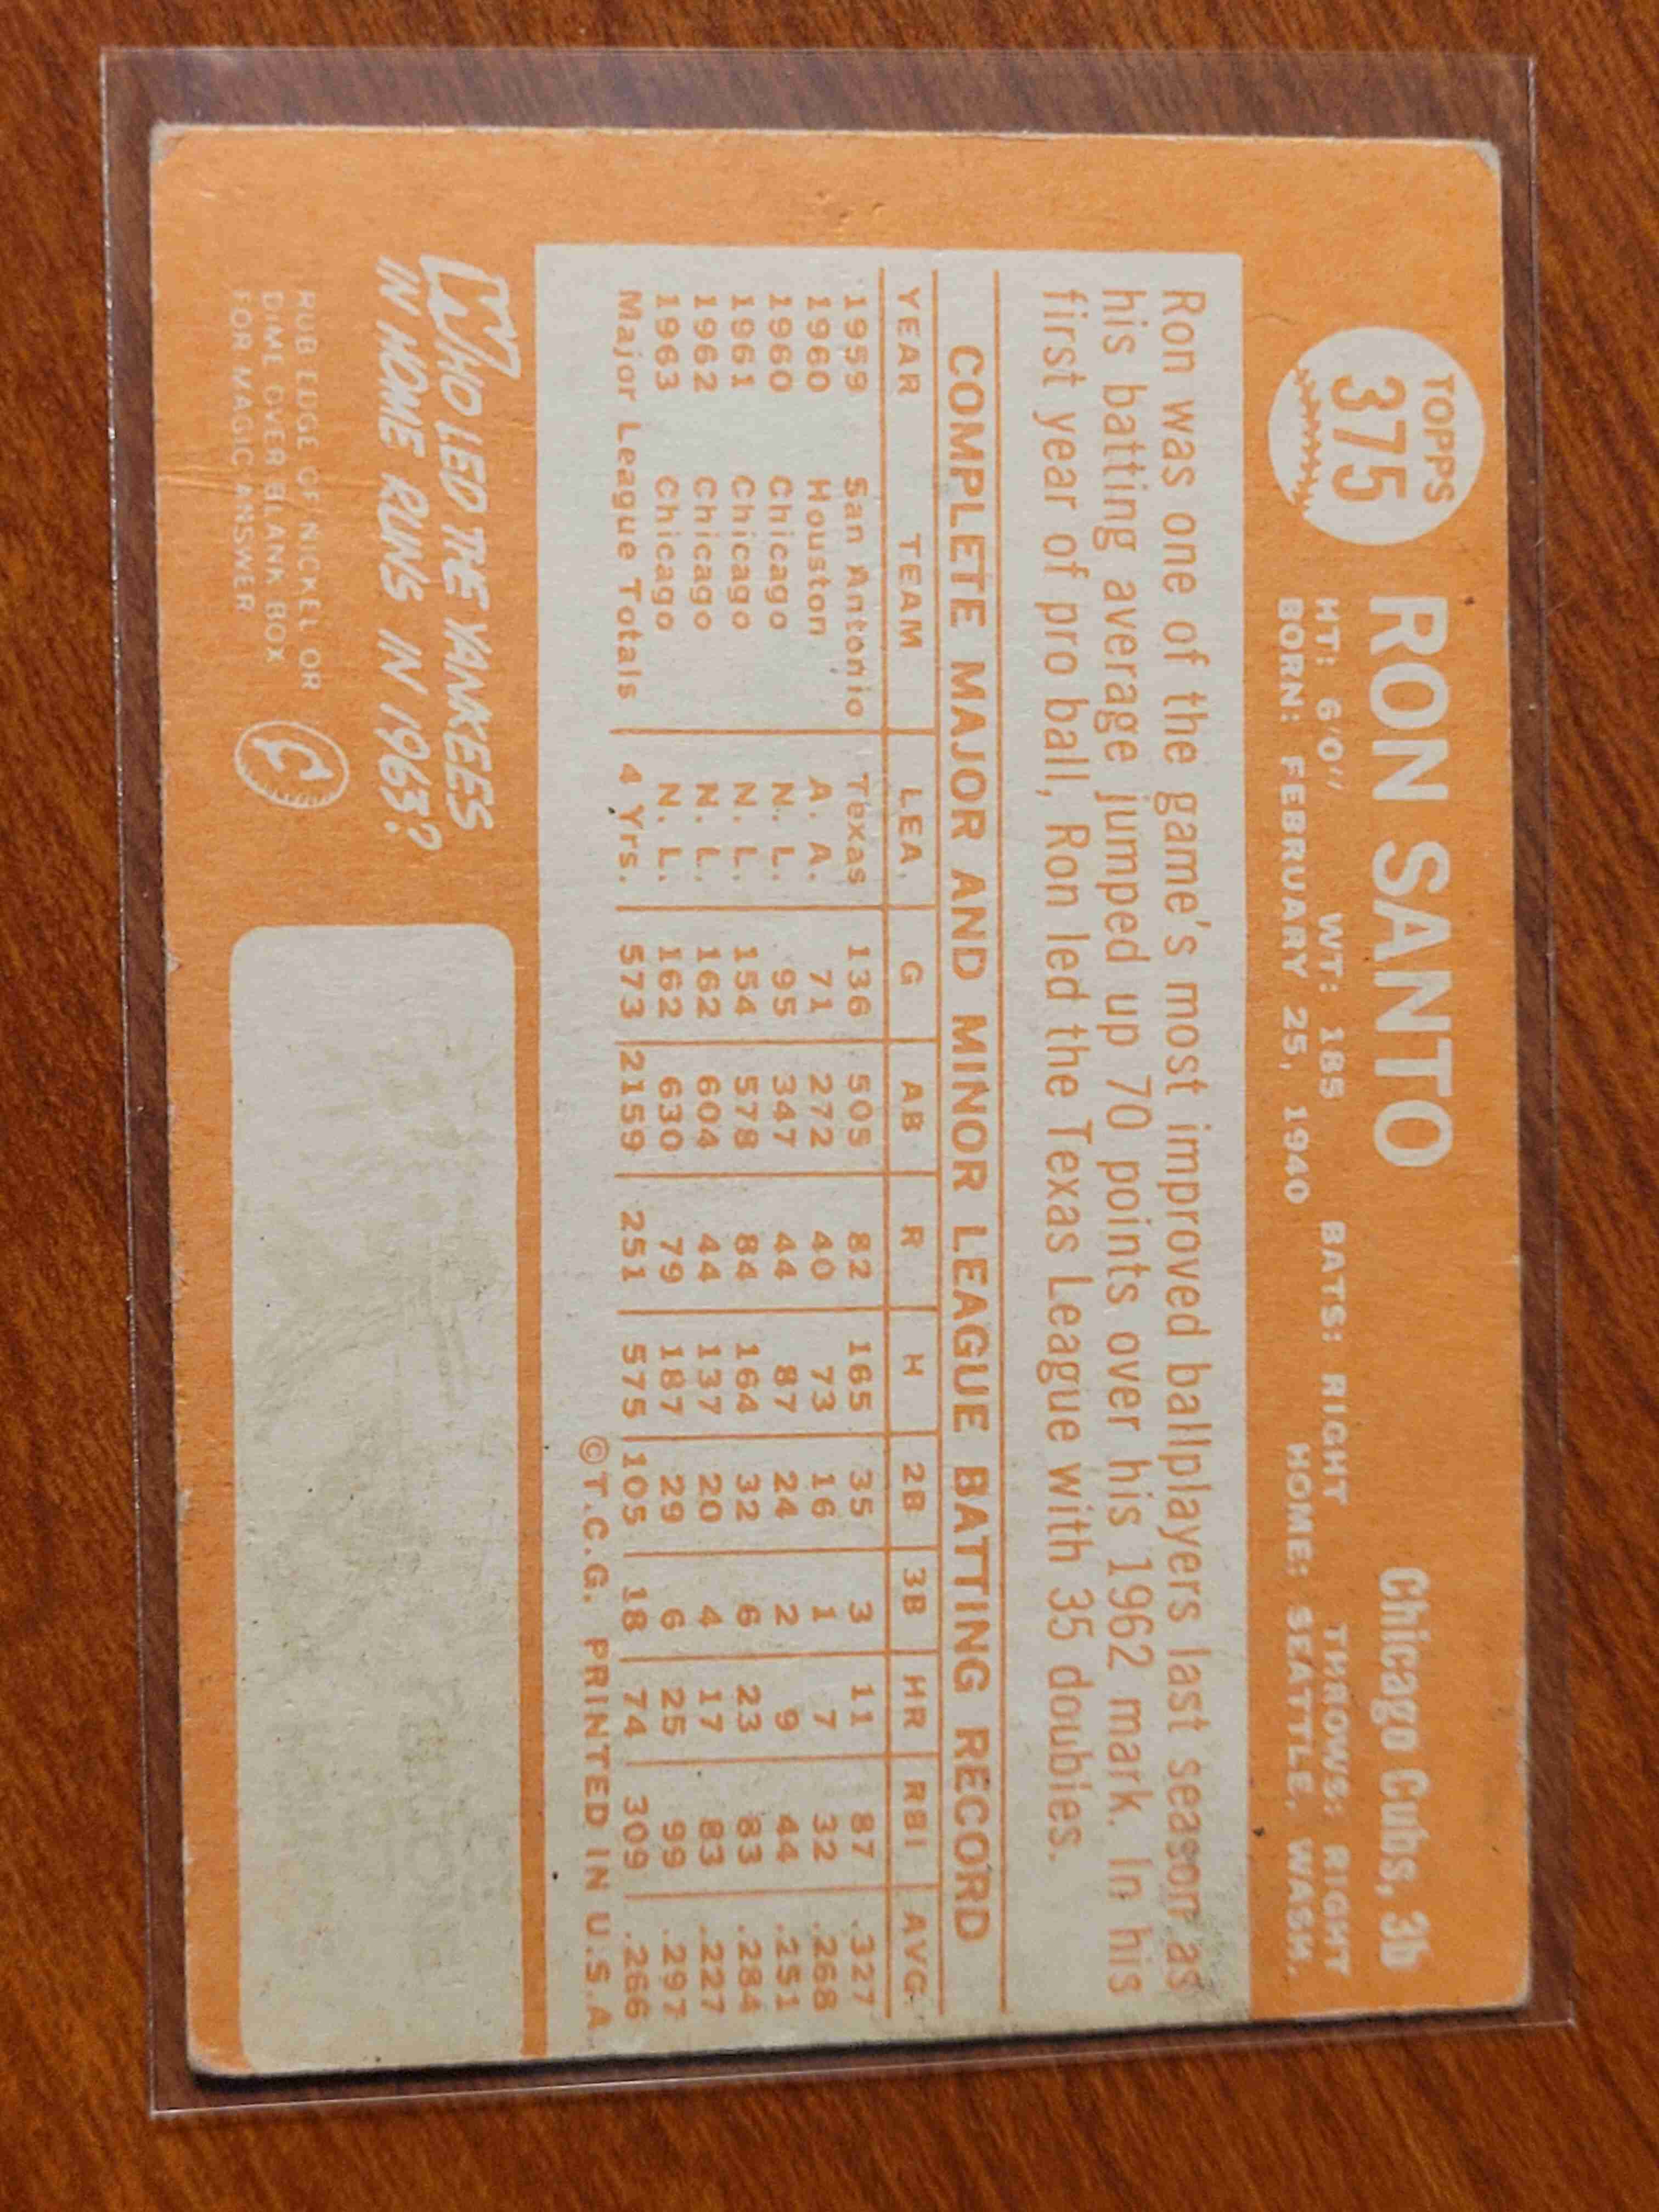 TOPPS
375
RON SANTO
Chicago Cubs, 3b
HT: 6'0" WT: 185 BATS: RIGHT THROWS: RIGHT
BORN: FEBRUARY 25, 1940 HOME: SEATTLE, WASH.
Ron was one of the game's most improved ballplayers last season as
his batting average jumped up 70 points over his 1962 mark. In his
first year of pro ball, Ron led the Texas League with 35 doubles.
COMPLETE MAJOR AND MINOR LEAGUE BATTING RECORD
YEAR TEAM LEA. G AB R H 2B 3B HR RBI AVG.
1959 San Antonio Texas 136 505 82 165 35 3 11 87 .327
1960 Houston A. A. 71 272 40 73 16 1 7 32 .268
1960 Chicago N. L. 95 347 44 87 24 2 9 44 .251
1961 Chicago N. L. 154 578 84 164 32 6 23 83 .284
1962 Chicago N. L. 162 604 44 137 20 4 17 83 .227
1963 Chicago N. L. 162 630 79 187 29 6 25 99 .297
Major League Totals 4 Yrs. 573 2159 251 575 105 18 74 309 .266
©T.C.G. PRINTED IN U.S.A.
WHO LED THE YANKEES
IN HOME RUNS IN 1963?
RUB EDGE OF NICKEL OR
DIME OVER BLANK BOX
FOR MAGIC ANSWER
C